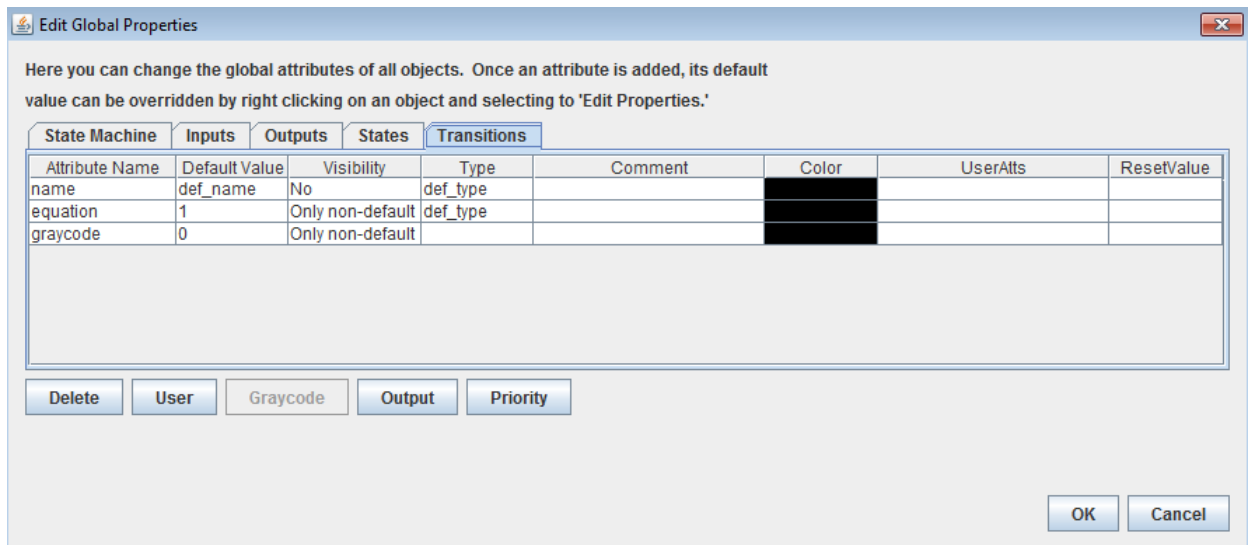 Edit Global Properties
Here you can change the global attributes of all objects. Once an attribute is added, its default
value can be overridden by right clicking on an object and selecting to 'Edit Properties.'
State Machine Inputs Outputs States Transitions
Attribute Name Default Value Visibility Type Comment Color UserAtts ResetValue
name def_name No def_type
equation 1 Only non-default def_type
graycode 0 Only non-default
Delete User Graycode Output Priority
OK Cancel